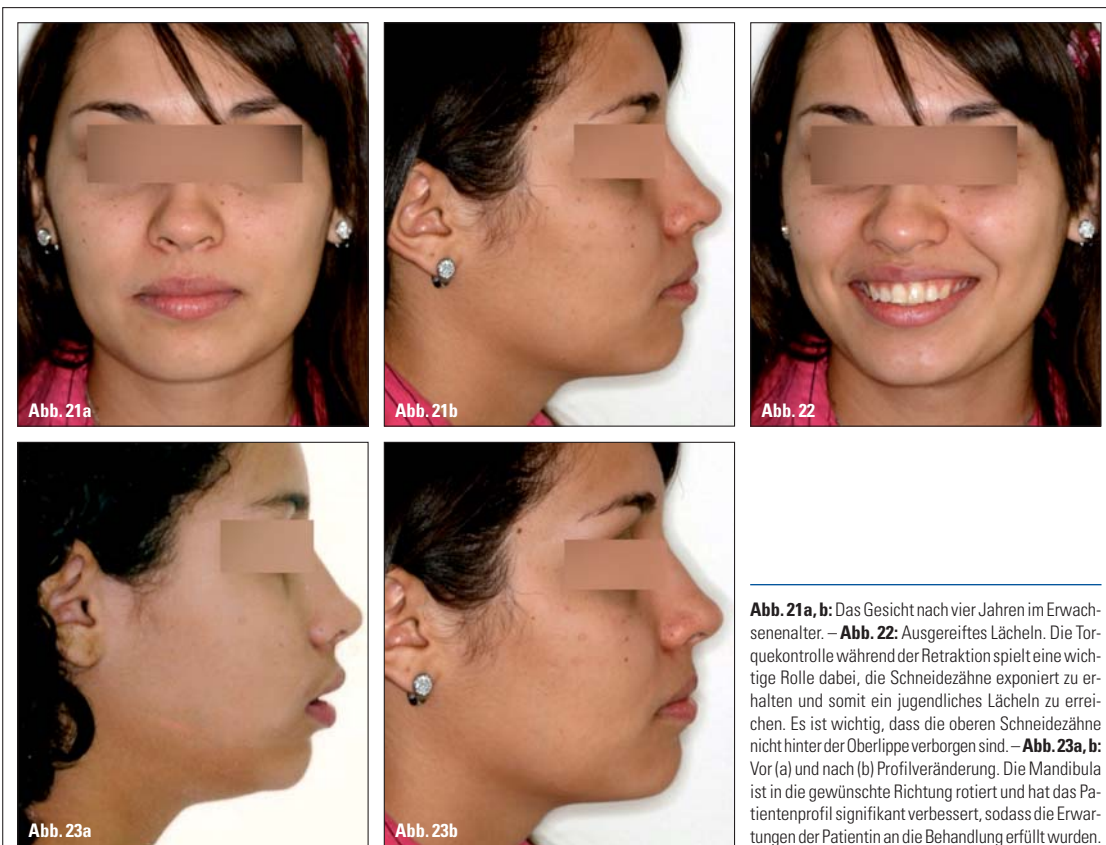 Abb. 21a
Abb. 21b
Abb. 22
Abb. 23a
Abb. 23b
Abb. 21a, b: Das Gesicht nach vier Jahren im Erwach-
senenalter. – Abb. 22: Ausgereiftes Lächeln. Die Tor-
quekontrolle während der Retraktion spielt eine wich-
tige Rolle dabei, die Schneidezähne exponiert zu er-
halten und somit ein jugendliches Lächeln zu errei-
chen. Es ist wichtig, dass die oberen Schneidezähne
nicht hinter der Oberlippe verborgen sind. – Abb. 23a, b:
Vor (a) und nach (b) Profilveränderung. Die Mandibula
ist in die gewünschte Richtung rotiert und hat das Pa-
tientenprofil signifikant verbessert, sodass die Erwar-
tungen der Patientin an die Behandlung erfüllt wurden.